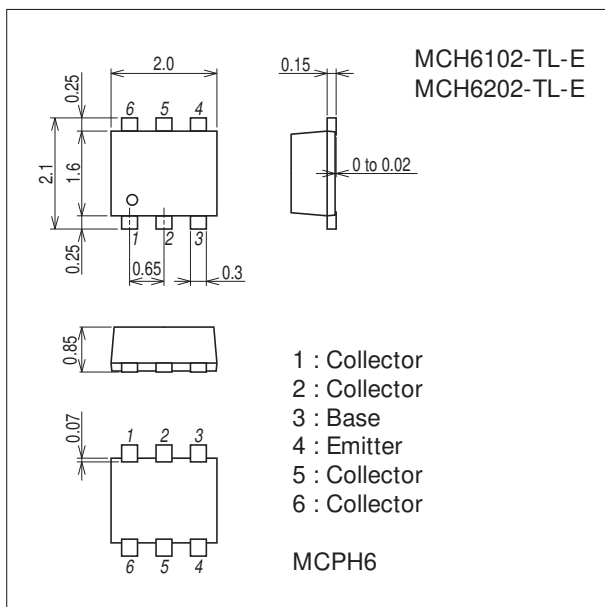 MCH6102-TL-E
MCH6202-TL-E
2.0
0.15
0.25
6 5 4
2.1
1.6
0 to 0.02
0.25
1 2 3
0.65
0.3
0.85
1 : Collector
2 : Collector
3 : Base
4 : Emitter
5 : Collector
6 : Collector
0.07
1 2 3
6 5 4
MCPH6